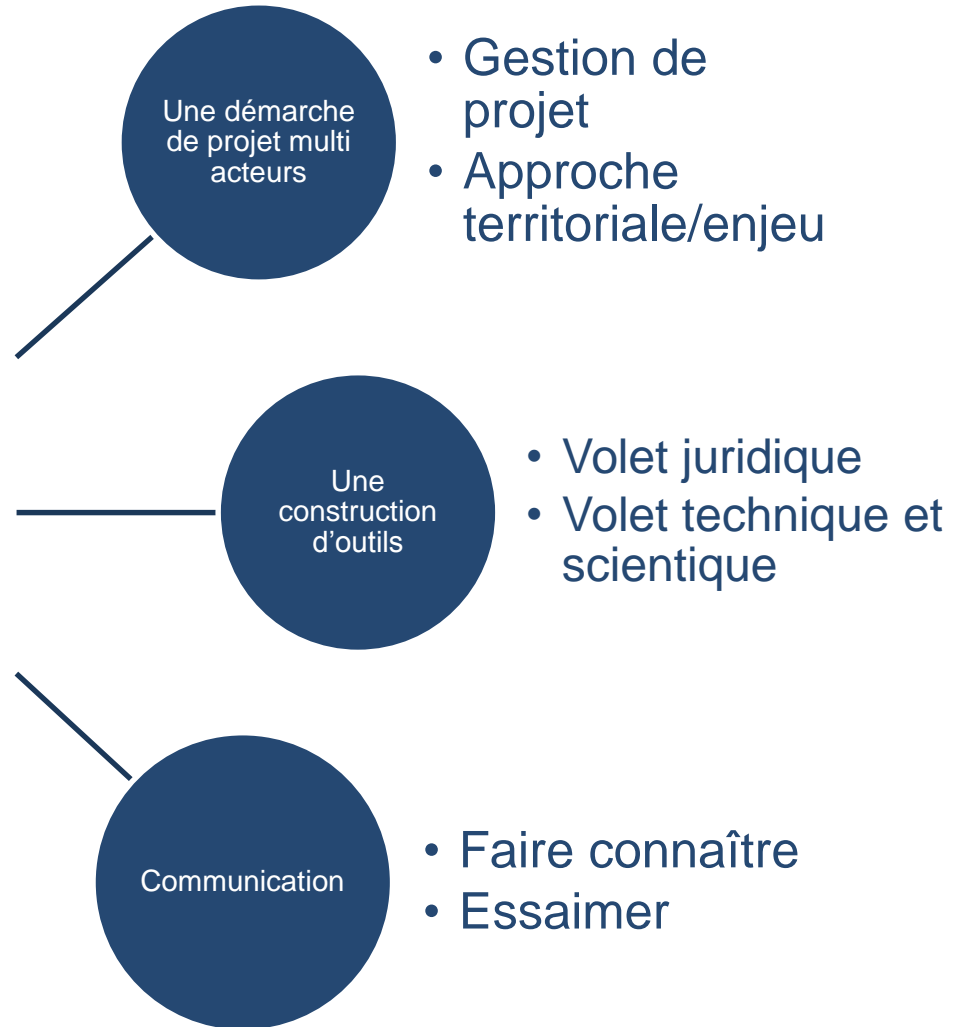 Une démarche
de projet multi
acteurs
• Gestion de
projet
• Approche
territoriale/enjeu
Une
construction
d’outils
• Volet juridique
• Volet technique et
scientique
Communication
• Faire connaître
• Essaimer